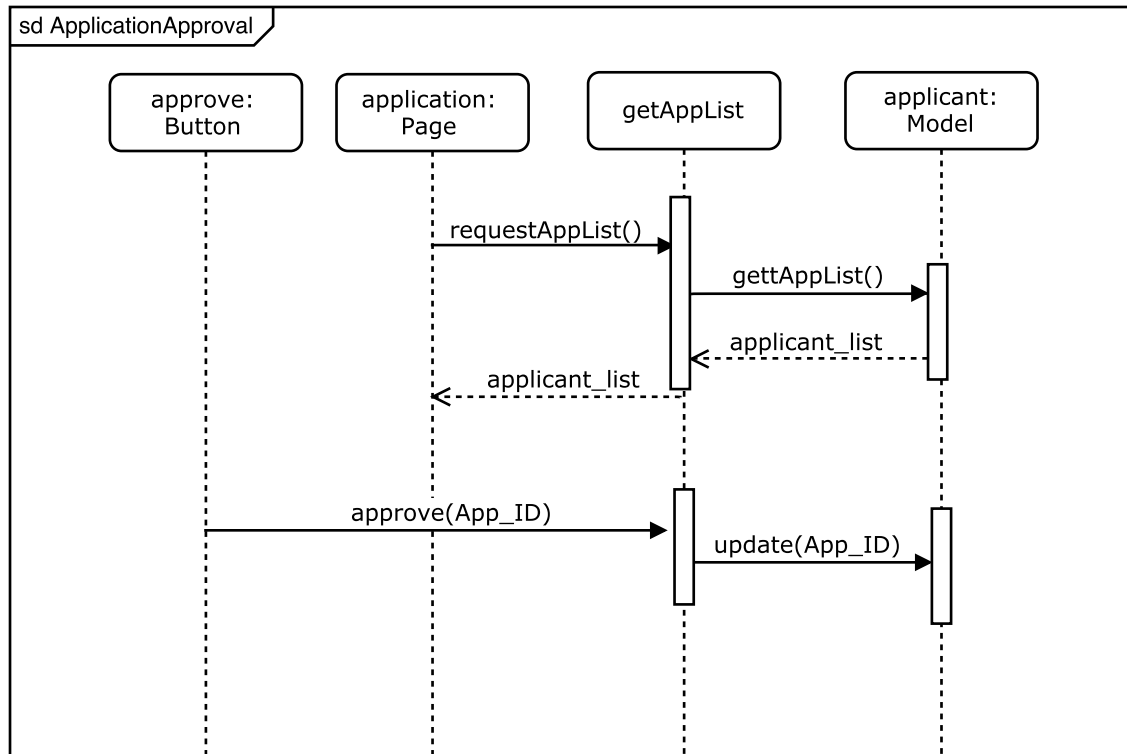 sd ApplicationApproval
approve:
Button
application:
Page
getAppList
applicant:
Model
requestAppList()
gettAppList()
applicant_list
applicant_list
approve(App_ID)
update(App_ID)